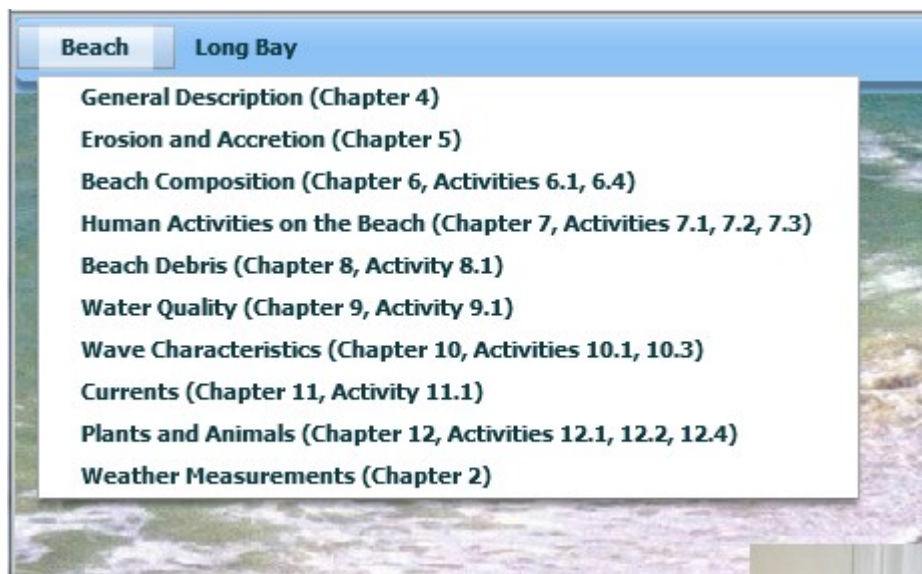 Beach Long Bay
General Description (Chapter 4)
Erosion and Accretion (Chapter 5)
Beach Composition (Chapter 6, Activities 6.1, 6.4)
Human Activities on the Beach (Chapter 7, Activities 7.1, 7.2, 7.3)
Beach Debris (Chapter 8, Activity 8.1)
Water Quality (Chapter 9, Activity 9.1)
Wave Characteristics (Chapter 10, Activities 10.1, 10.3)
Currents (Chapter 11, Activity 11.1)
Plants and Animals (Chapter 12, Activities 12.1, 12.2, 12.4)
Weather Measurements (Chapter 2)